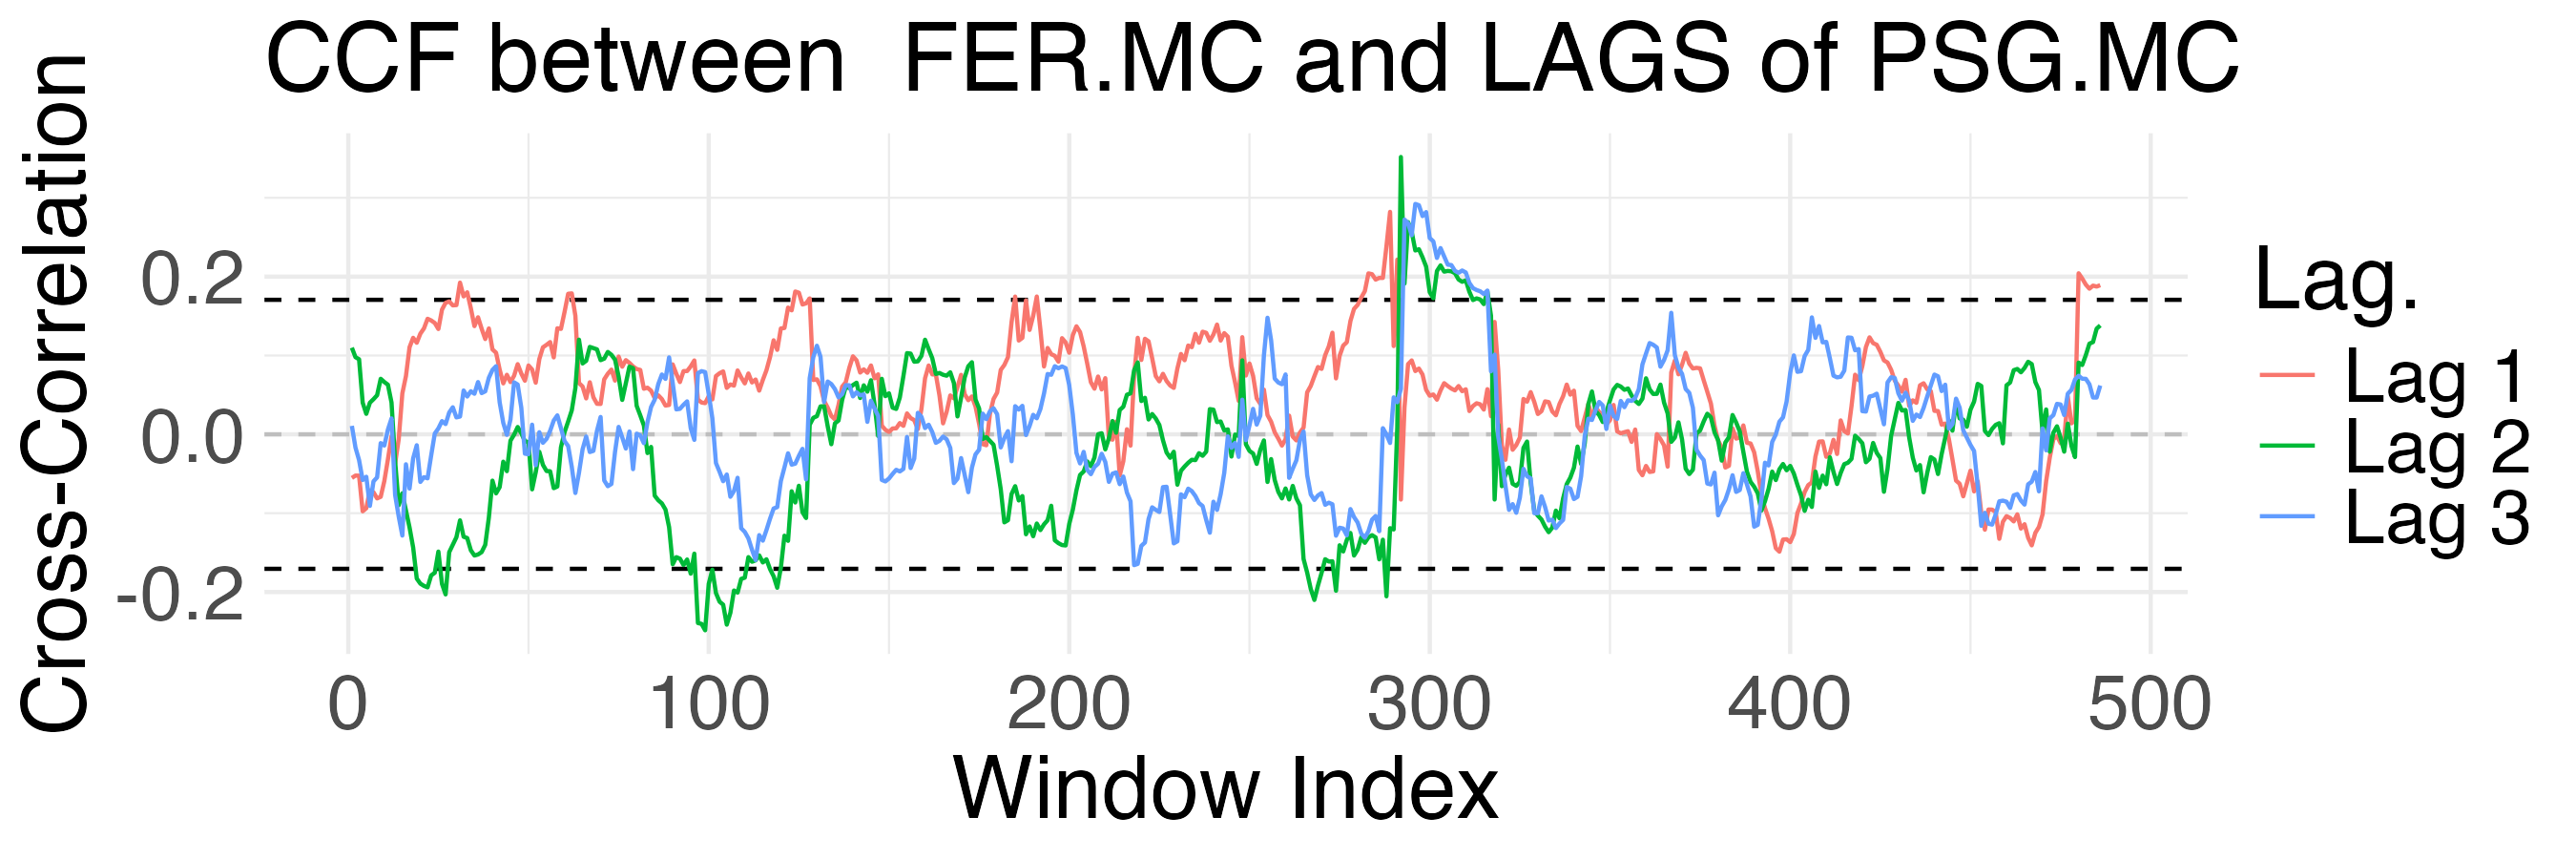 CCF between  FER.MC and LAGS of PSG.MC
Cross-Correlation
0.2
0.0
-0.2
0 100 200 300 400 500
Window Index
Lag.
Lag 1
Lag 2
Lag 3